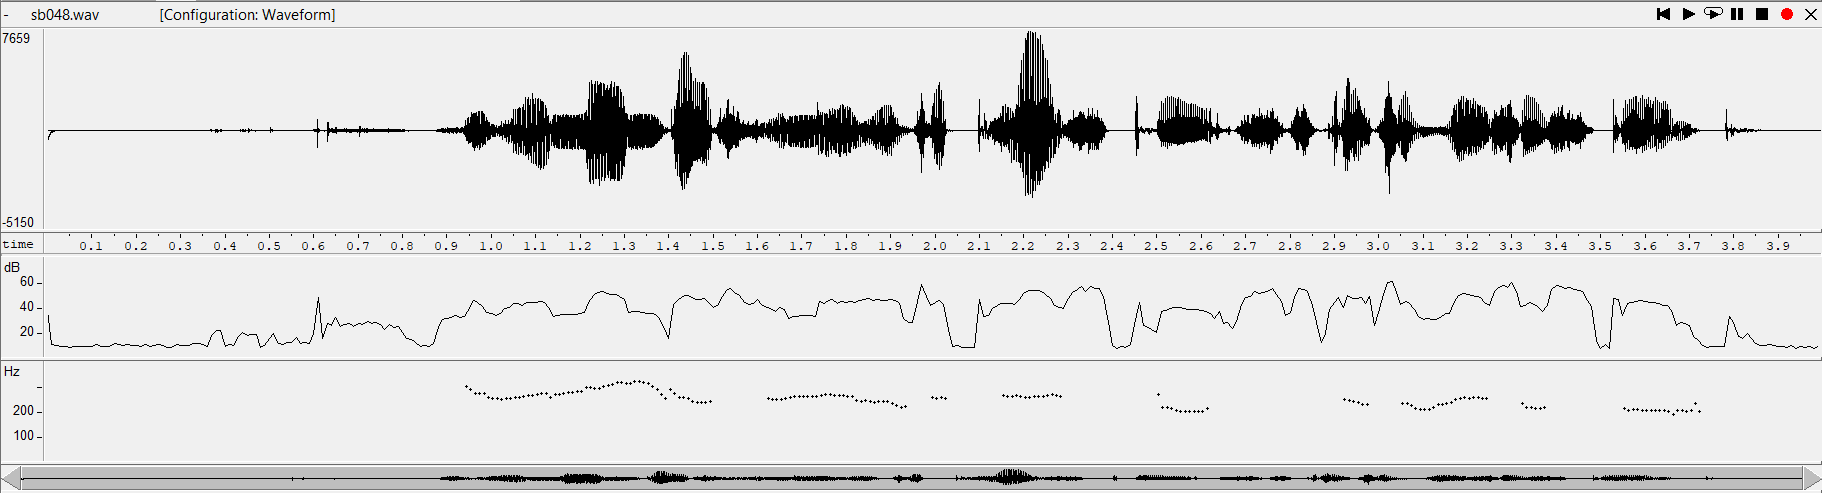 - sb048.wav [Configuration: Waveform]
7659
-5150
time 0.1 0.2 0.3 0.4 0.5 0.6 0.7 0.8 0.9 1.0 1.1 1.2 1.3 1.4 1.5 1.6 1.7 1.8 1.9 2.0 2.1 2.2 2.3 2.4 2.5 2.6 2.7 2.8 2.9 3.0 3.1 3.2 3.3 3.4 3.5 3.6 3.7 3.8 3.9
dB
60
40
20
Hz
200
100